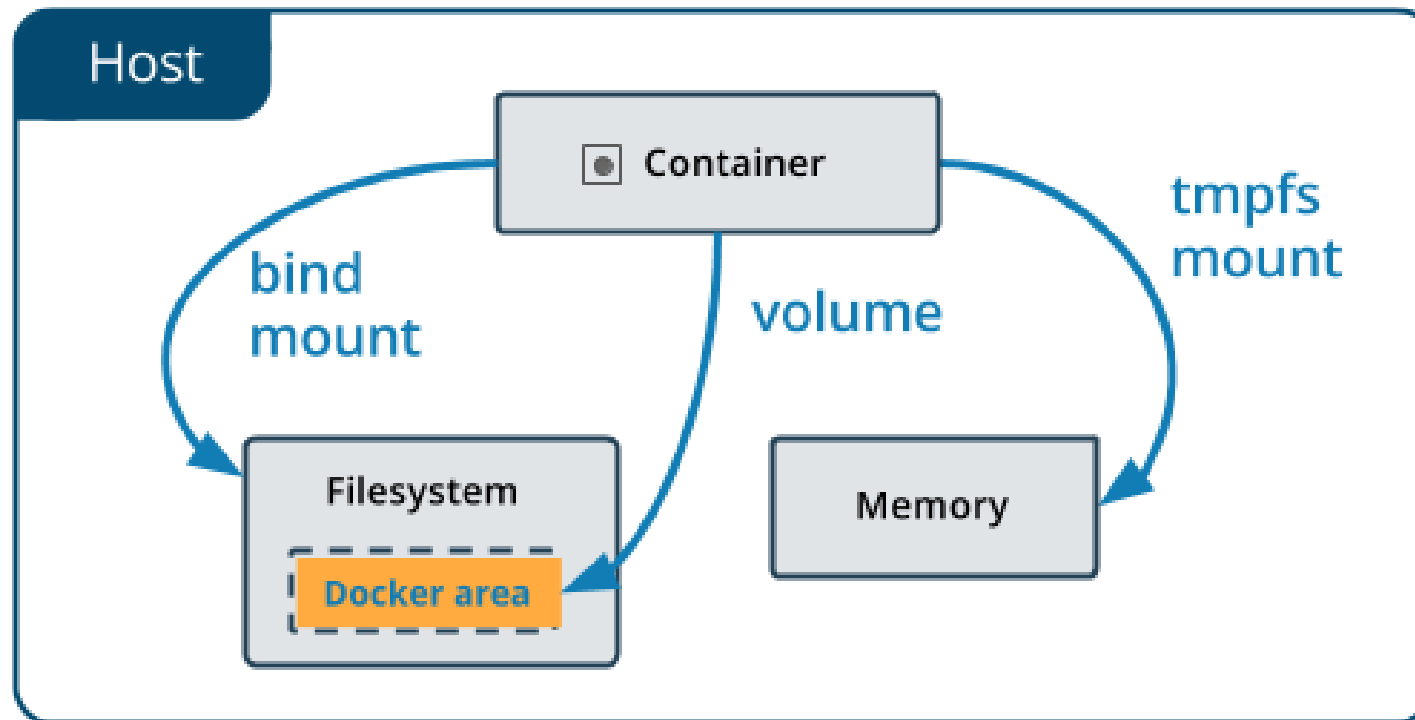 Host
Container
bind
mount
volume
tmpfs
mount
Filesystem
Docker area
Memory